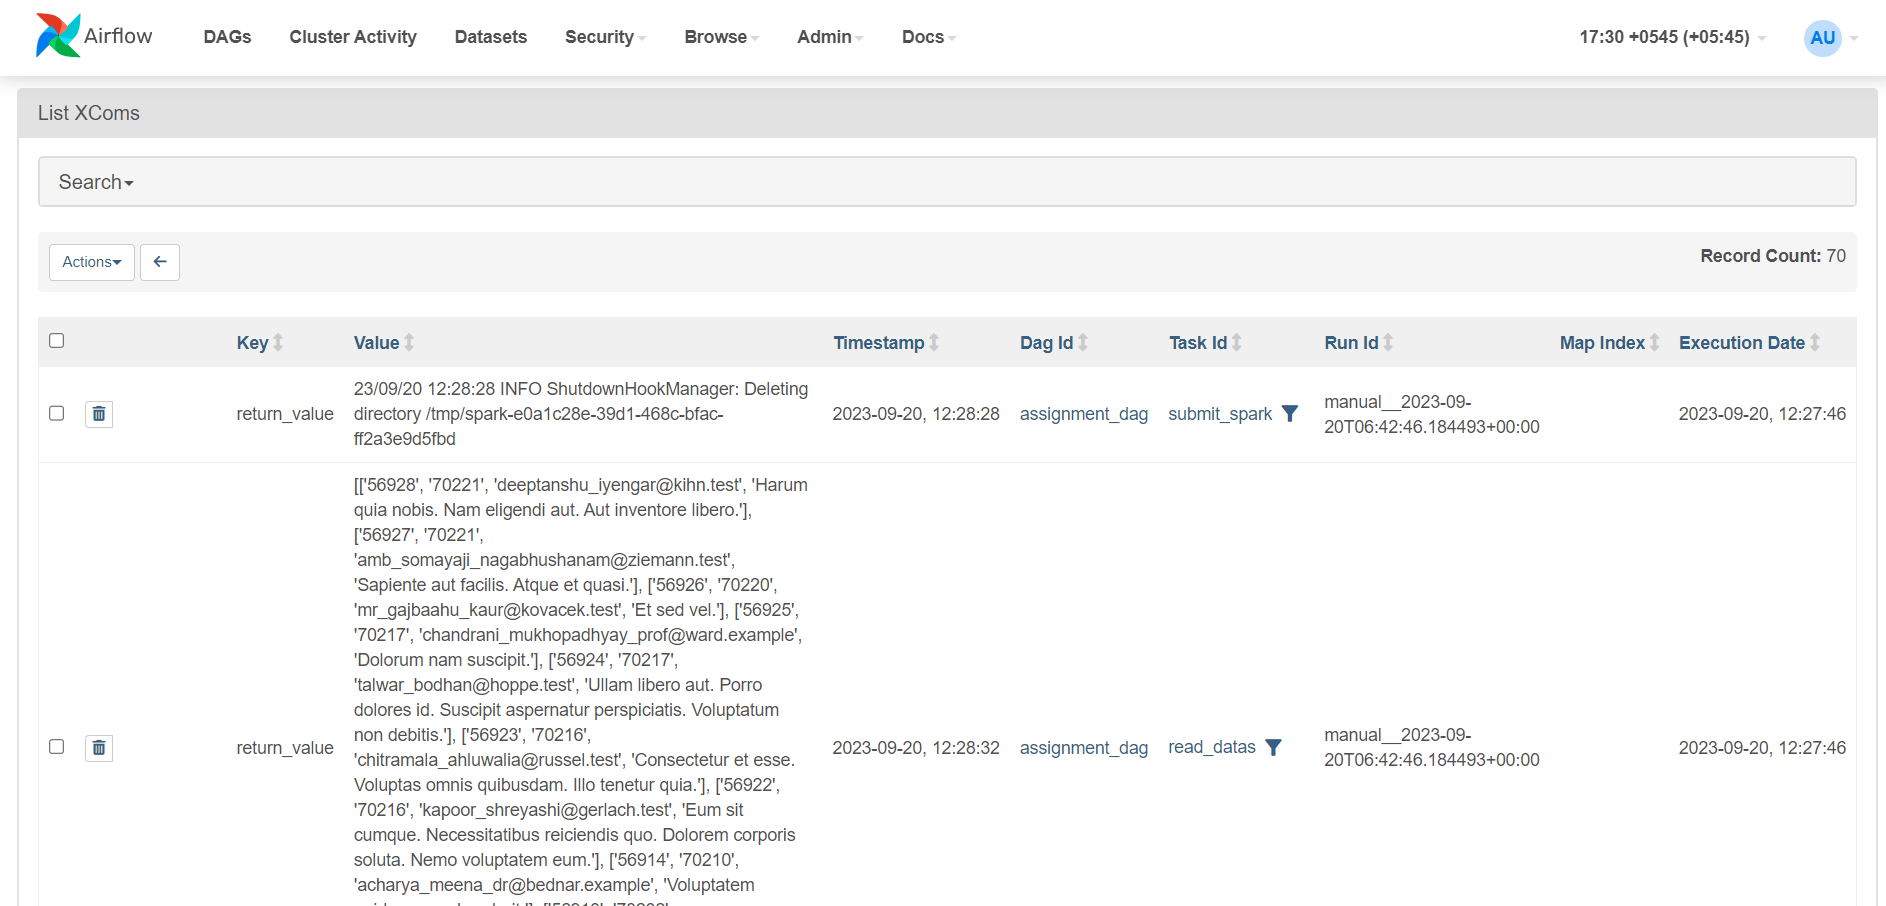 Airflow
DAGs Cluster Activity Datasets Security Browse Admin Docs 17:30 +0545 (+05:45) AU
List XComs
Search
Actions
Record Count: 70
Key Value Timestamp Dag Id Task Id Run Id Map Index Execution Date
return_value
23/09/20 12:28:28 INFO ShutdownHookManager: Deleting
directory /tmp/spark-e0a1c28e-39d1-468c-bfac-
ff2a3e9d5fbd
2023-09-20, 12:28:28
assignment_dag
submit_spark
manual__2023-09-
20T06:42:46.184493+00:00
2023-09-20, 12:27:46
return_value
[['56928', '70221', 'deeptanshu_iyengar@kihn.test', 'Harum
quia nobis. Nam eligendi aut. Aut inventore libero.'],
['56927', '70221',
'amb_somayaji_nagabhushanam@ziemann.test',
'Sapiente aut facilis. Atque et quasi.'], ['56926', '70220',
'mr_gajbaahu_kaur@kovacek.test', 'Et sed vel.'], ['56925',
'70217', 'chandrani_mukhopadhyay_prof@ward.example',
'Dolorum nam suscipit.'], ['56924', '70217',
'talwar_bodhan@hoppe.test', 'Ullam libero aut. Porro
dolores id. Suscipit aspernatur perspiciatis. Voluptatum
non debitis.'], ['56923', '70216',
'chitramala_ahluwalia@russel.test', 'Consectetur et esse.
Voluptas omnis quibusdam. Illo tenetur quia.'], ['56922',
'70216', 'kapoor_shreyashi@gerlach.test', 'Eum sit
cumque. Necessitatibus reiciendis quo. Dolorem corporis
soluta. Nemo voluptatem eum.'], ['56914', '70210',
'acharya_meena_dr@bednar.example', 'Voluptatem
2023-09-20, 12:28:32
assignment_dag
read_datas
manual__2023-09-
20T06:42:46.184493+00:00
2023-09-20, 12:27:46